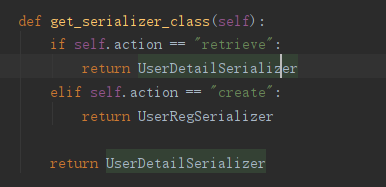 def get_serializer_class(self):
    if self.action == "retrieve":
        return UserDetailSerializer
    elif self.action == "create":
        return UserRegSerializer
    return UserDetailSerializer